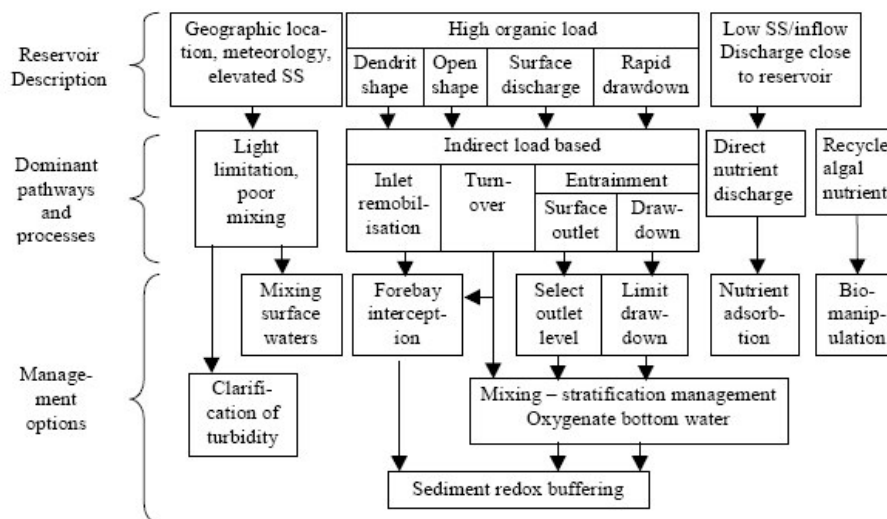 Reservoir
Description
Geographic loca-
tion, meteorology,
elevated SS
High organic load
Dendrit
shape
Open
shape
Surface
discharge
Rapid
drawdown
Low SS/inflow
Discharge close
to reservoir
Dominant
pathways
and
processes
Light
limitation,
poor
mixing
Indirect load based
Inlet
remobil-
isation
Turn-
over
Entrainment
Surface
outlet
Draw-
down
Direct
nutrient
discharge
Recycle
algal
nutrient
Manage-
ment
options
Mixing
surface
waters
Forebay
intercept-
ion
Select
outlet
level
Limit
draw-
down
Nutrient
adsorb-
tion
Bio-
manip-
ulation
Clarifi-
cation of
turbidity
Mixing – stratification management
Oxygenate bottom water
Sediment redox buffering